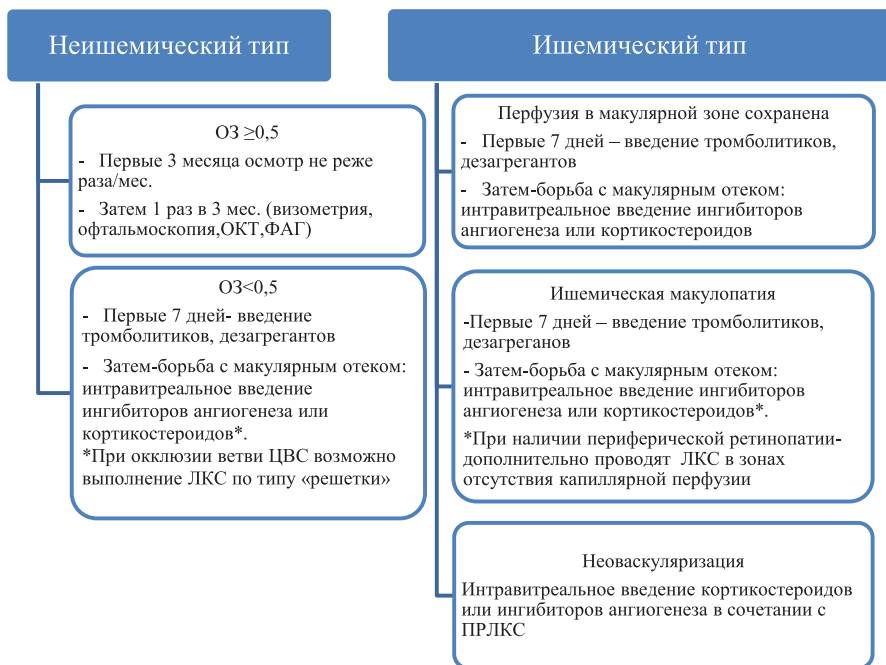 Неишемический тип
ОЗ ≥0,5
- Первые 3 месяца осмотр не реже
раза/мес.
- Затем 1 раз в 3 мес. (визометрия,
офтальмоскопия,ОКТ,ФАГ)
ОЗ<0,5
- Первые 7 дней- введение
тромболитиков, дезагрегантов
- Затем-борьба с макулярным отеком:
интравитреальное введение
ингибиторов ангиогенеза или
кортикостероидов*.
*При окклюзии ветви ЦВС возможно
выполнение ЛКС по типу «решетки»
Ишемический тип
Перфузия в макулярной зоне сохранена
- Первые 7 дней – введение тромболитиков,
дезагрегантов
- Затем-борьба с макулярным отеком:
интравитреальное введение ингибиторов
ангиогенеза или кортикостероидов
Ишемическая макулопатия
-Первые 7 дней – введение тромболитиков,
дезагреганов
- Затем-борьба с макулярным отеком:
интравитреальное введение ингибиторов
ангиогенеза или кортикостероидов*.
*При наличии периферической ретинопатии-
дополнительно проводят ЛКС в зонах
отсутствия капиллярной перфузии
Неоваскуляризация
Интравитреальное введение кортикостероидов
или ингибиторов ангиогенеза в сочетании с
ПРЛКС